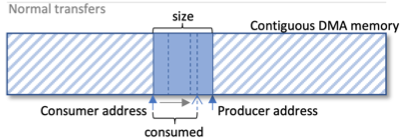 Normal transfers
size
Contiguous DMA memory
Consumer address
Producer address
consumed